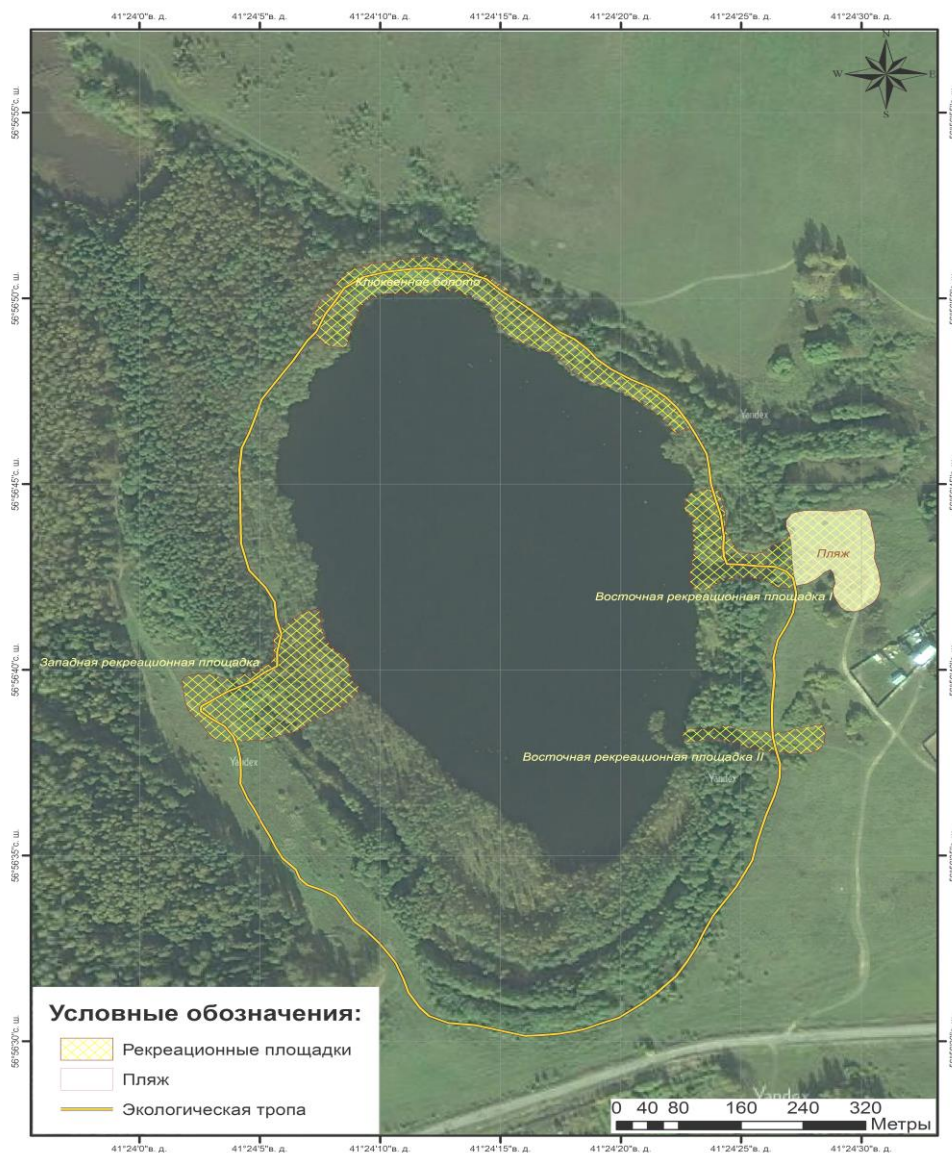 41°24'0"в. д. 41°24'5"в. д. 41°24'10"в. д. 41°24'15"в. д. 41°24'20"в. д. 41°24'25"в. д. 41°24'30"в. д.
N
W E
S
56°56'55"с. ш.
56°56'50"с. ш.
Клюквенное болото
Yandex
56°56'45"с. ш.
Пляж
Восточная рекреационная площадка I
Западная рекреационная площадка
56°56'40"с. ш.
Восточная рекреационная площадка II
Yandex
Yandex
56°56'35"с. ш.
56°56'30"с. ш.
Условные обозначения:
Рекреационные площадки
Пляж
Экологическая тропа
Yandex
0 40 80 160 240 320
Метры
41°24'0"в. д. 41°24'5"в. д. 41°24'10"в. д. 41°24'15"в. д. 41°24'20"в. д. 41°24'25"в. д. 41°24'30"в. д.